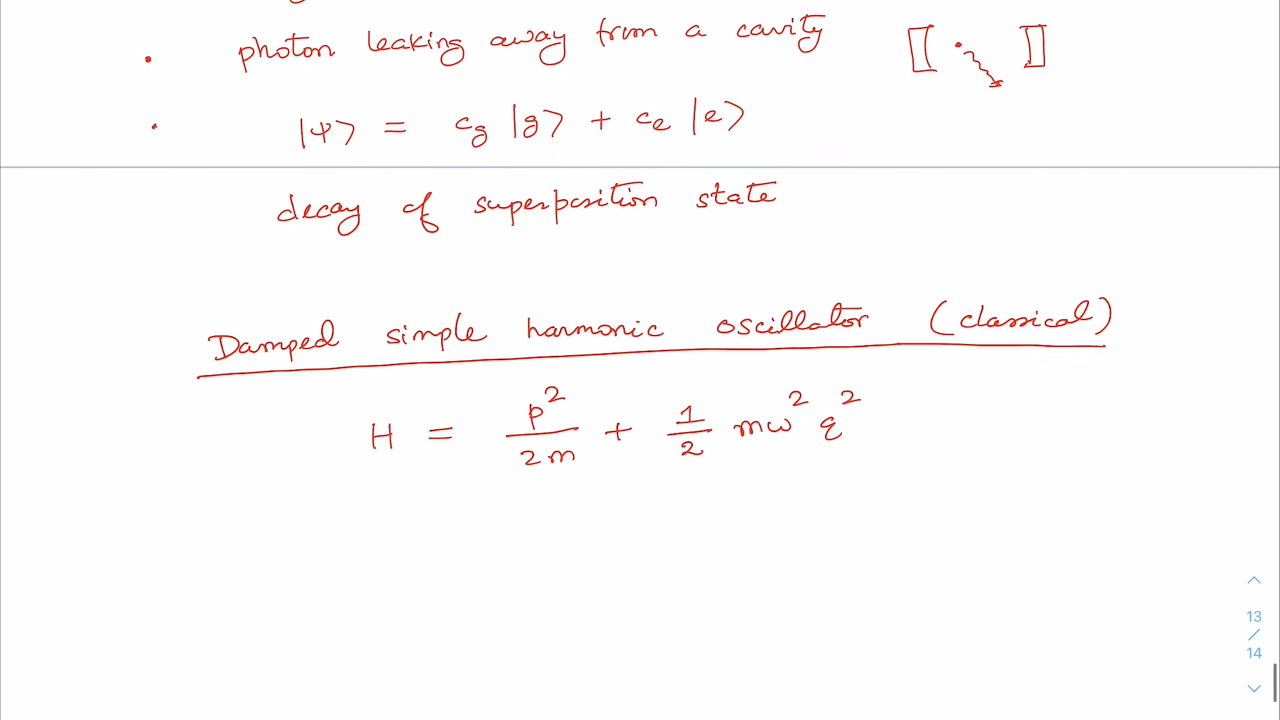 • photon leaking away from a cavity
• |ψ⟩ = c_g |g⟩ + c_e |e⟩
decay of superposition state
Damped simple harmonic oscillator (classical)
H = p²/2m + 1/2 mω² q²
13
/
14